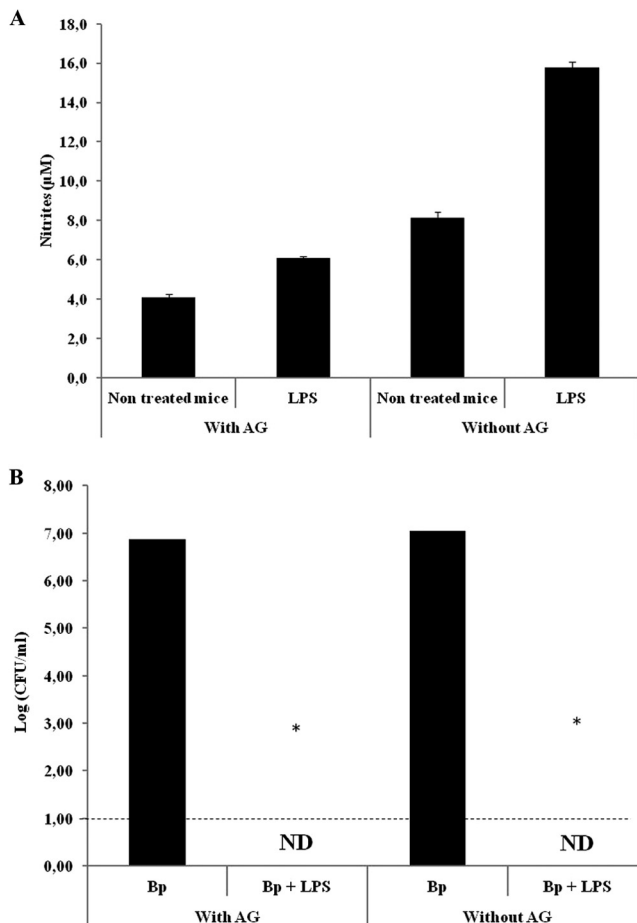 A
18,0
16,0
14,0
12,0
10,0
8,0
6,0
4,0
2,0
0,0
Nitrites (µM)
Non treated mice LPS Non treated mice LPS
With AG Without AG
B
8,00
7,00
6,00
5,00
4,00
3,00
2,00
1,00
0,00
Log (CFU/ml)
* *
ND ND
Bp Bp + LPS Bp Bp + LPS
With AG Without AG